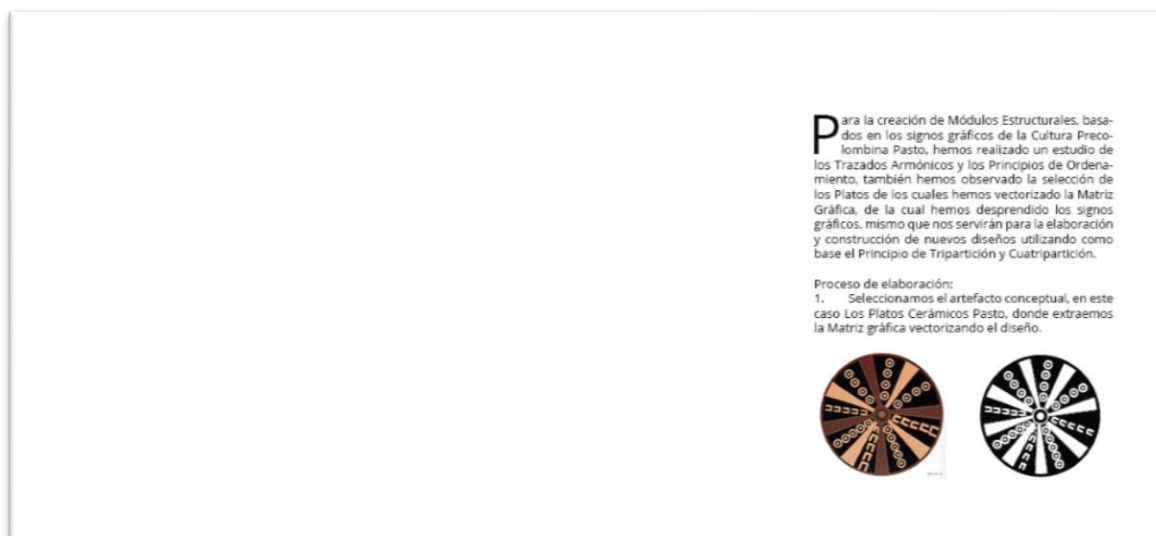 Para la creación de Módulos Estructurales, basa-
dos en los signos gráficos de la Cultura Preco-
lombina Pasto, hemos realizado un estudio de
los Trazados Armónicos y los Principios de Ordena-
miento, también hemos observado la selección de
los Platos de los cuales hemos vectorizado la Matriz
Gráfica, de la cual hemos desprendido los signos
gráficos, mismo que nos servirán para la elaboración
y construcción de nuevos diseños utilizando como
base el Principio de Tripartición y Cuatripartición.
Proceso de elaboración:
1. Seleccionamos el artefacto conceptual, en este
caso Los Platos Cerámicos Pasto, donde extraemos
la Matriz gráfica vectorizando el diseño.